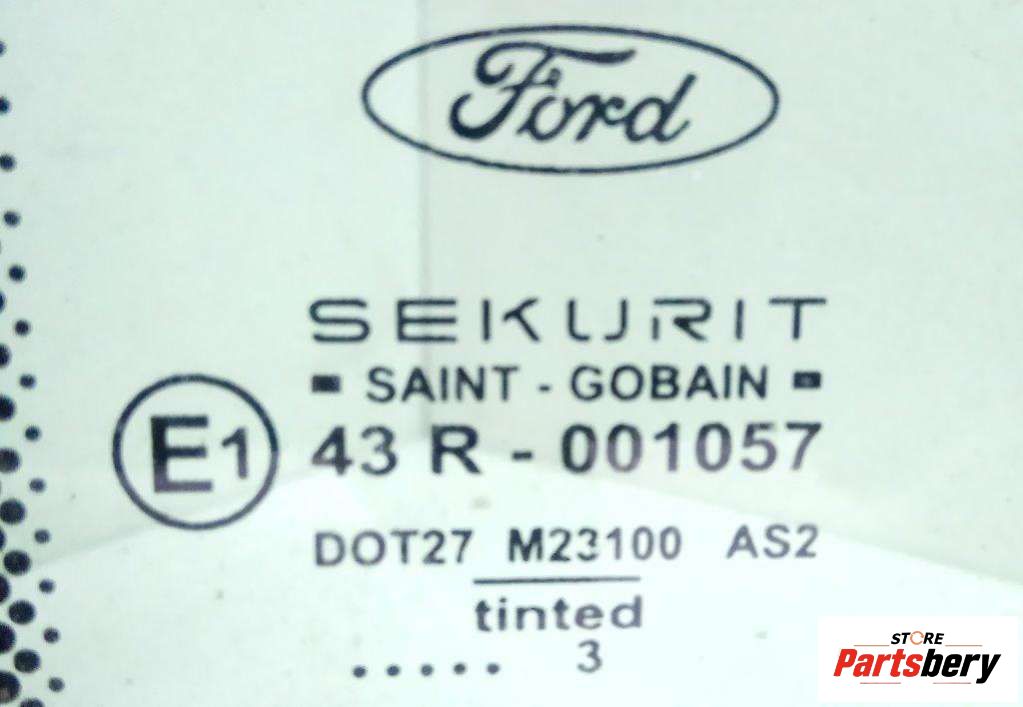 Ford
SEKURIT
SAINT - GOBAIN
E1 43 R - 001057
DOT27 M23100 AS2
tinted
..... 3
STORE
Partsbery